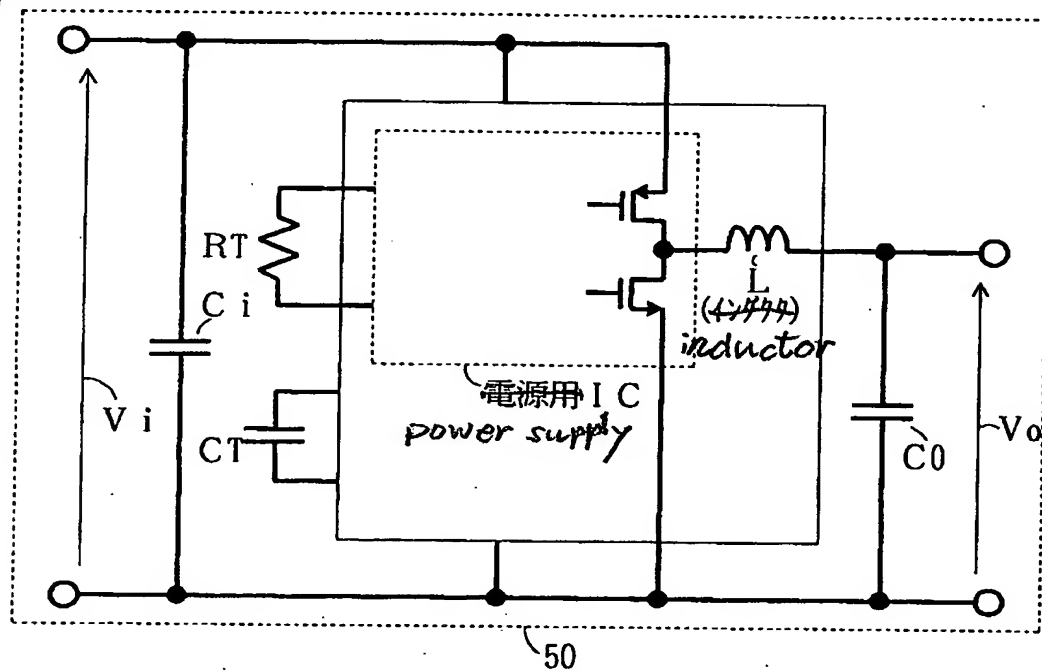 RT
C i
V i
CT
L
(インダクタ)
inductor
電源用IC
power supply
C0
Vo
50